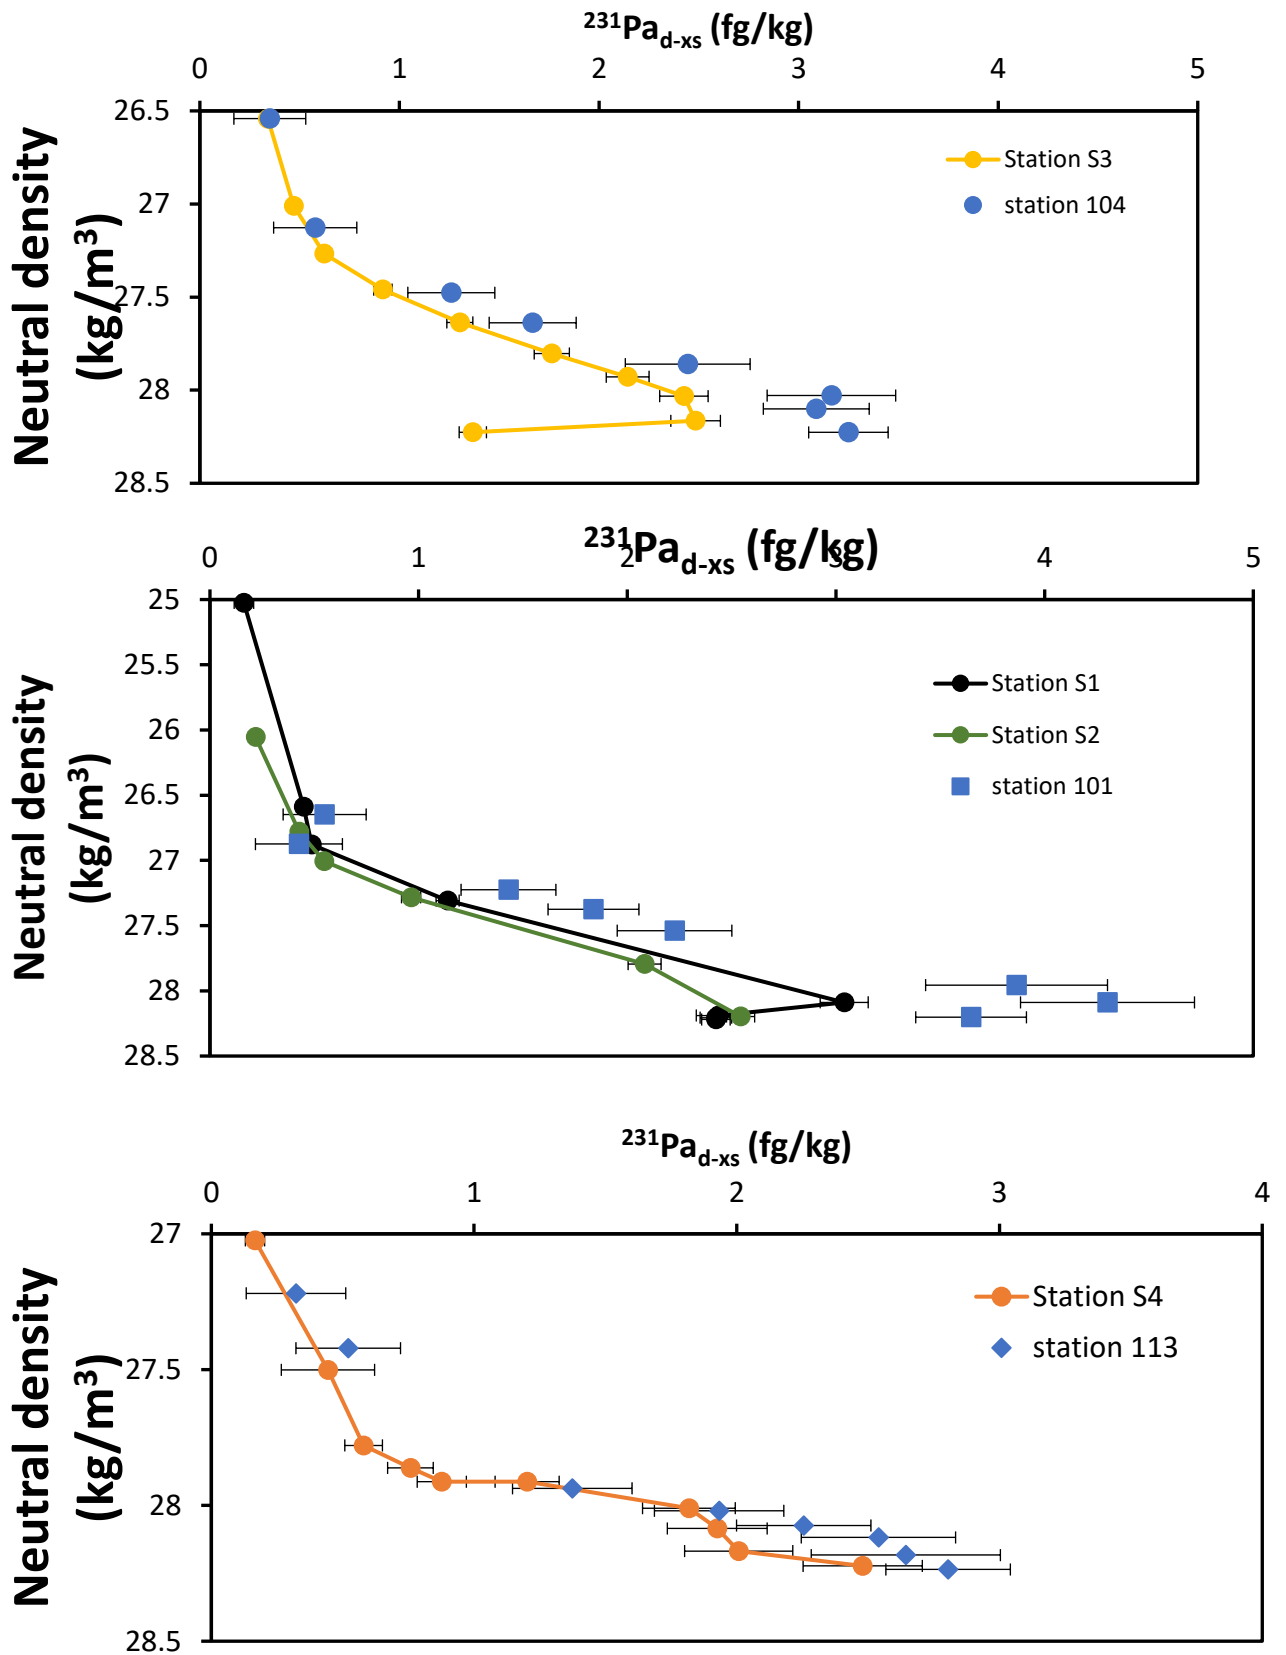 ²³¹Pa_d-xs (fg/kg)
0 1 2 3 4 5
26.5
27
27.5
28
28.5
Neutral density
(kg/m³)
Station S3
station 104
²³¹Pa_d-xs (fg/kg)
0 1 2 3 4 5
25
25.5
26
26.5
27
27.5
28
28.5
Neutral density
(kg/m³)
Station S1
Station S2
station 101
²³¹Pa_d-xs (fg/kg)
0 1 2 3 4
27
27.5
28
28.5
Neutral density
(kg/m³)
Station S4
station 113